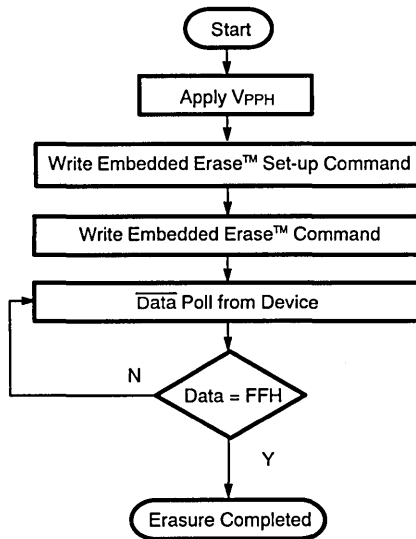 Start
Apply VPPH
Write Embedded Erase™ Set-up Command
Write Embedded Erase™ Command
Data Poll from Device
N
Data = FFH
Y
Erasure Completed